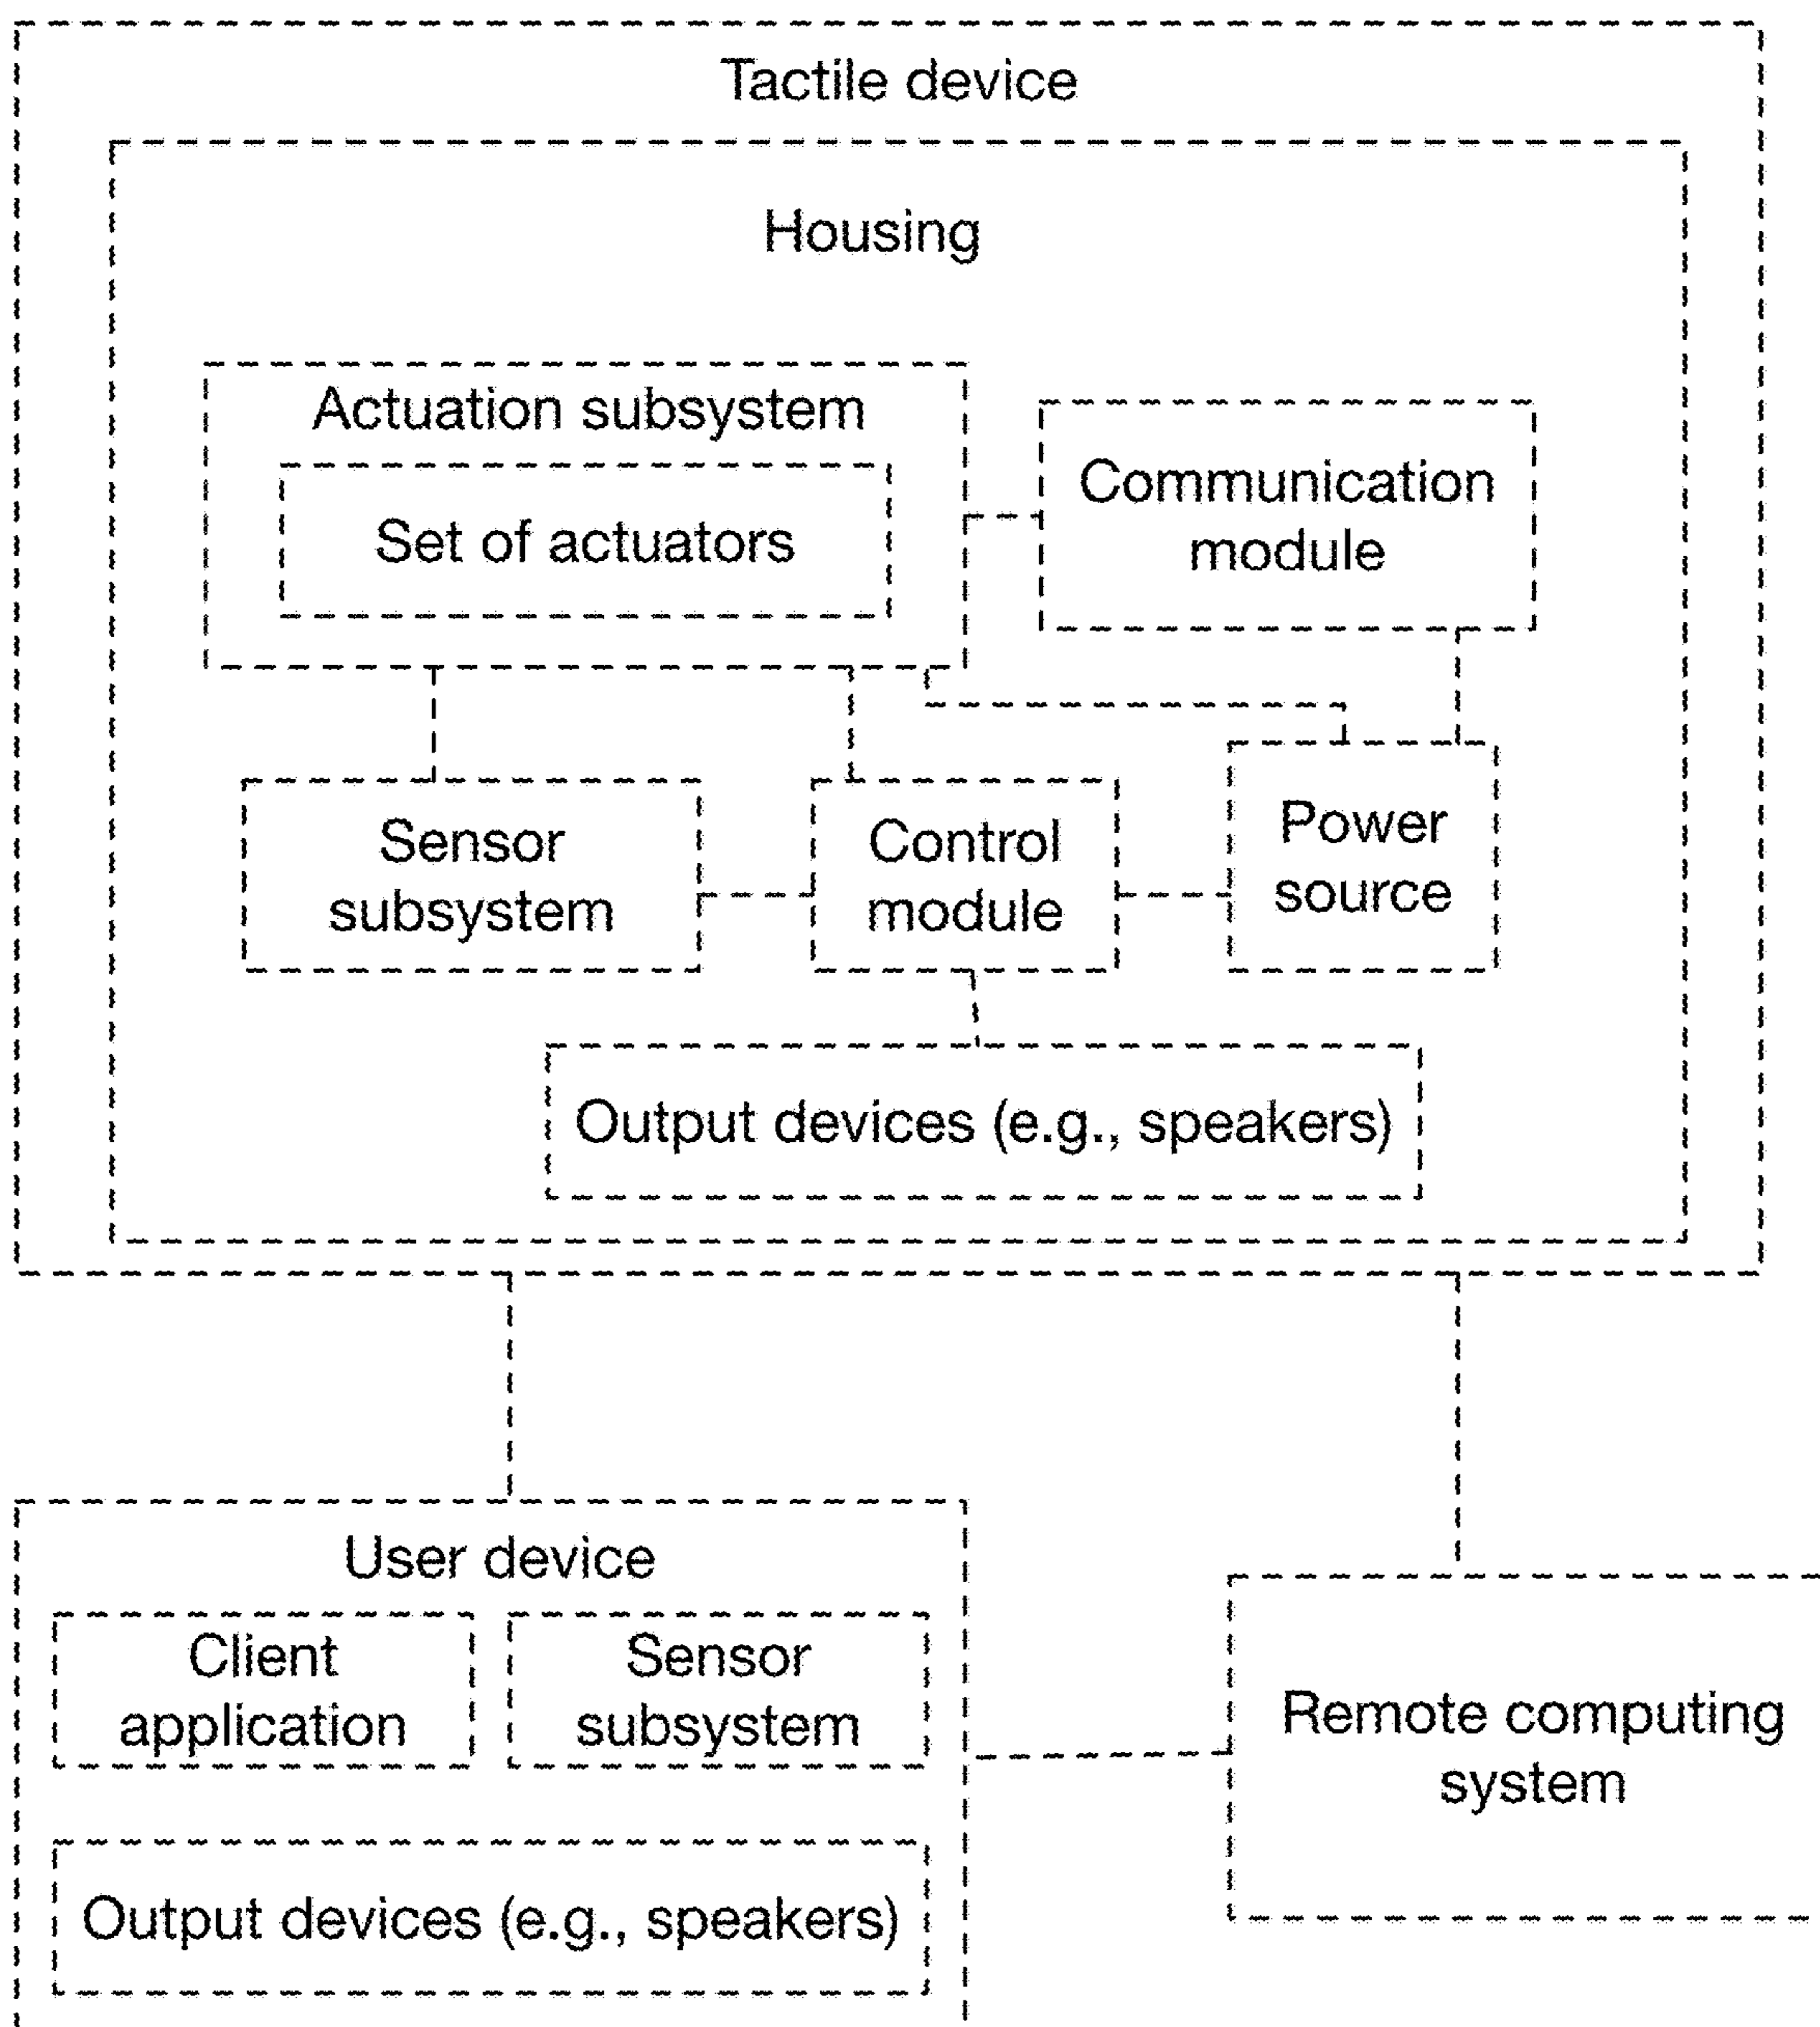 Tactile device
Housing
Actuation subsystem
Set of actuators
Communication
module
Sensor
subsystem
Control
module
Power
source
Output devices (e.g., speakers)
User device
Client
application
Sensor
subsystem
Output devices (e.g., speakers)
Remote computing
system